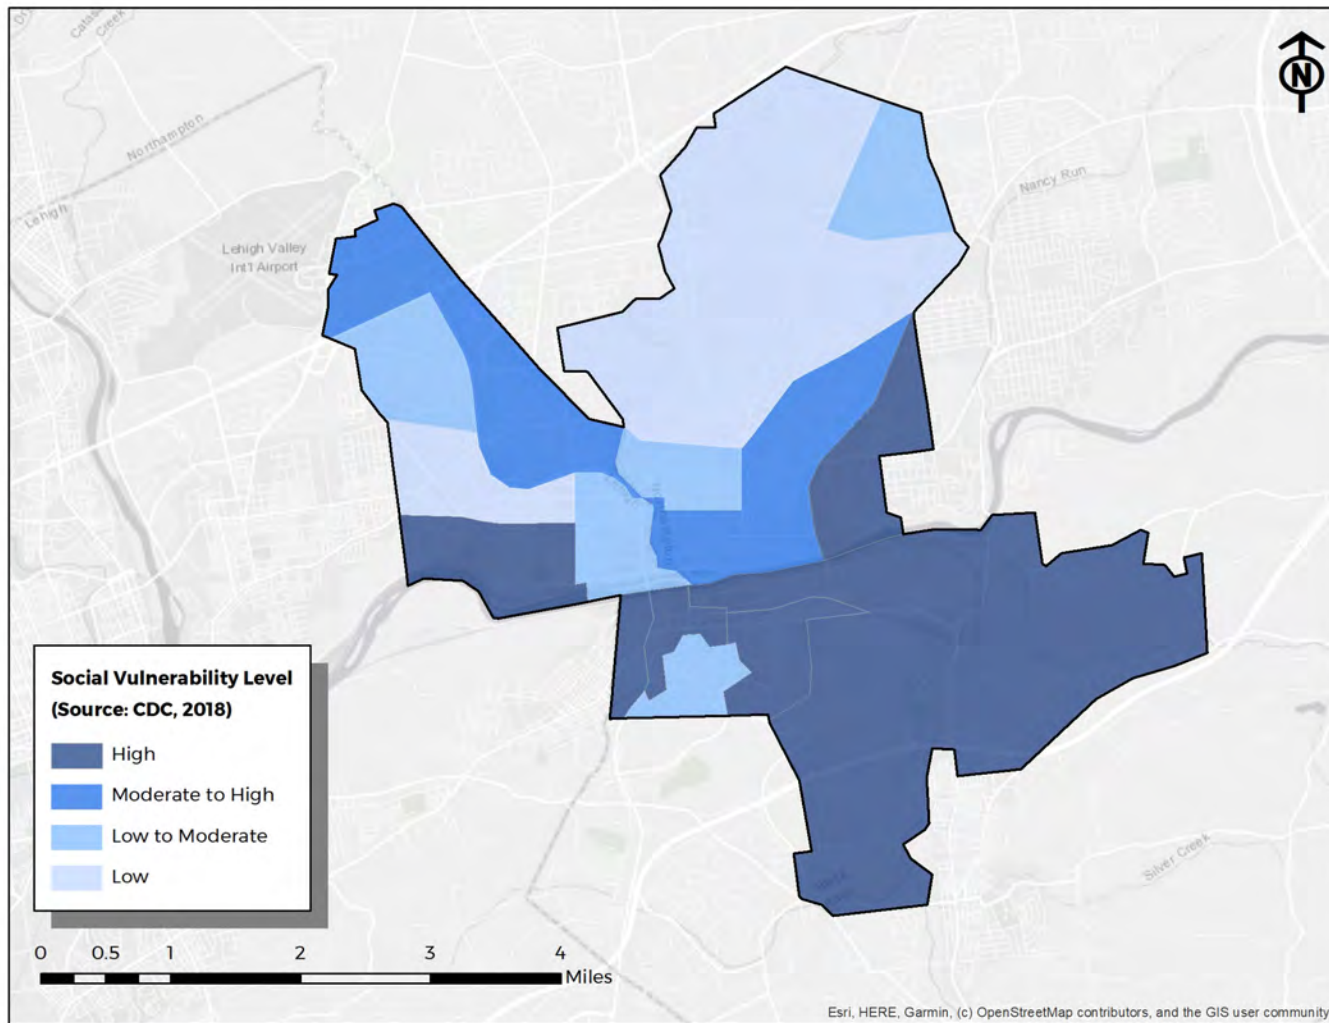 Catasauqua
Creek
N
Northampton
Lehigh
Nancy Run
Lehigh Valley
Int'l Airport
Social Vulnerability Level
(Source: CDC, 2018)
High
Moderate to High
Low to Moderate
Low
Silver Creek
0 0.5 1 2 3 4
Miles
Esri, HERE, Garmin, (c) OpenStreetMap contributors, and the GIS user community